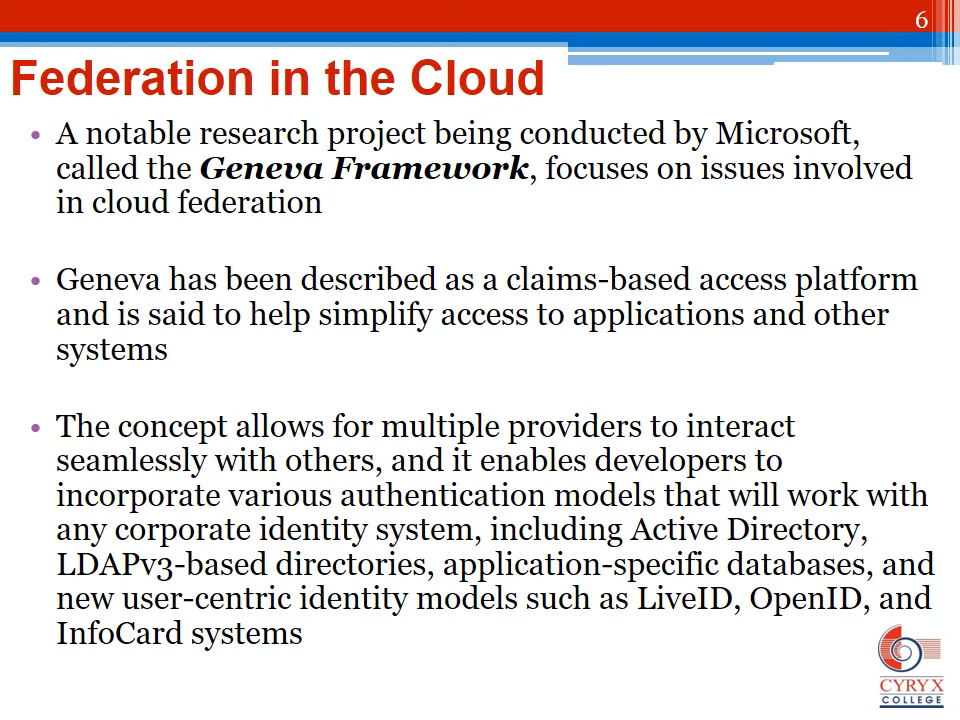 6
Federation in the Cloud
• A notable research project being conducted by Microsoft,
called the Geneva Framework, focuses on issues involved
in cloud federation
• Geneva has been described as a claims-based access platform
and is said to help simplify access to applications and other
systems
• The concept allows for multiple providers to interact
seamlessly with others, and it enables developers to
incorporate various authentication models that will work with
any corporate identity system, including Active Directory,
LDAPv3-based directories, application-specific databases, and
new user-centric identity models such as LiveID, OpenID, and
InfoCard systems
CYRYX
COLLEGE